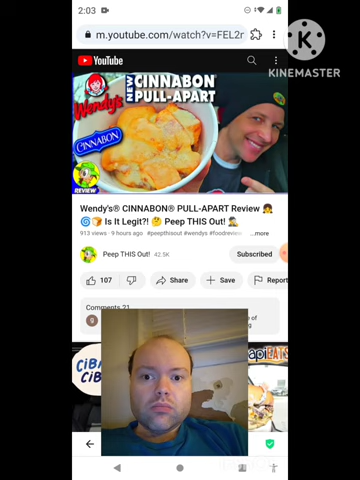 2:03
m.youtube.com/watch?v=FEL2r
KINEMASTER
YouTube
Wendy's
NEW CINNABON
PULL-APART
CINNABON
REVIEW
Wendy's® CINNABON® PULL-APART Review 👧
🌀🍞 Is It Legit?! 🤔 Peep THIS Out! 🕵️
913 views · 9 hours ago #peepthisout #wendys #foodreview ...more
Peep THIS Out! 42.5K
Subscribed
107
Share
Save
Report
Comments 21
g
e of
g